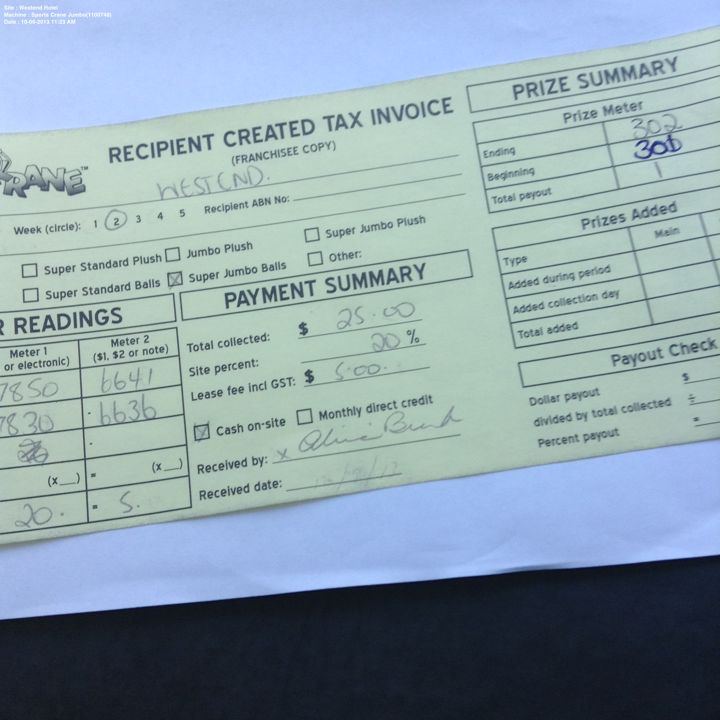 Site : Westend Hotel
Machine : Sports Crane Jumbo(1100748)
Date : 10-06-2013 11:23 AM
CRANE™
RECIPIENT CREATED TAX INVOICE
(FRANCHISEE COPY)
WESTEND.
Week (circle): 1 2 3 4 5 Recipient ABN No:
Super Standard Plush Jumbo Plush Super Jumbo Plush
Super Standard Balls Super Jumbo Balls Other:
R READINGS
Meter 1 Meter 2
or electronic) ($1, $2 or note)
7850 6641
7830 - 6636
-
(x__) = (x__)
20. = 5.
PAYMENT SUMMARY
Total collected: $ 25.00
Site percent: 20 %
Lease fee incl GST: $ 5.00.
Cash on-site Monthly direct credit
Received by: x
Received date:
PRIZE SUMMARY
Prize Meter
Ending 302
Beginning
Total payout 1
Prizes Added
Type Main
Added during period
Added collection day
Total added
Payout Check
Dollar payout $
divided by total collected ÷
Percent payout =